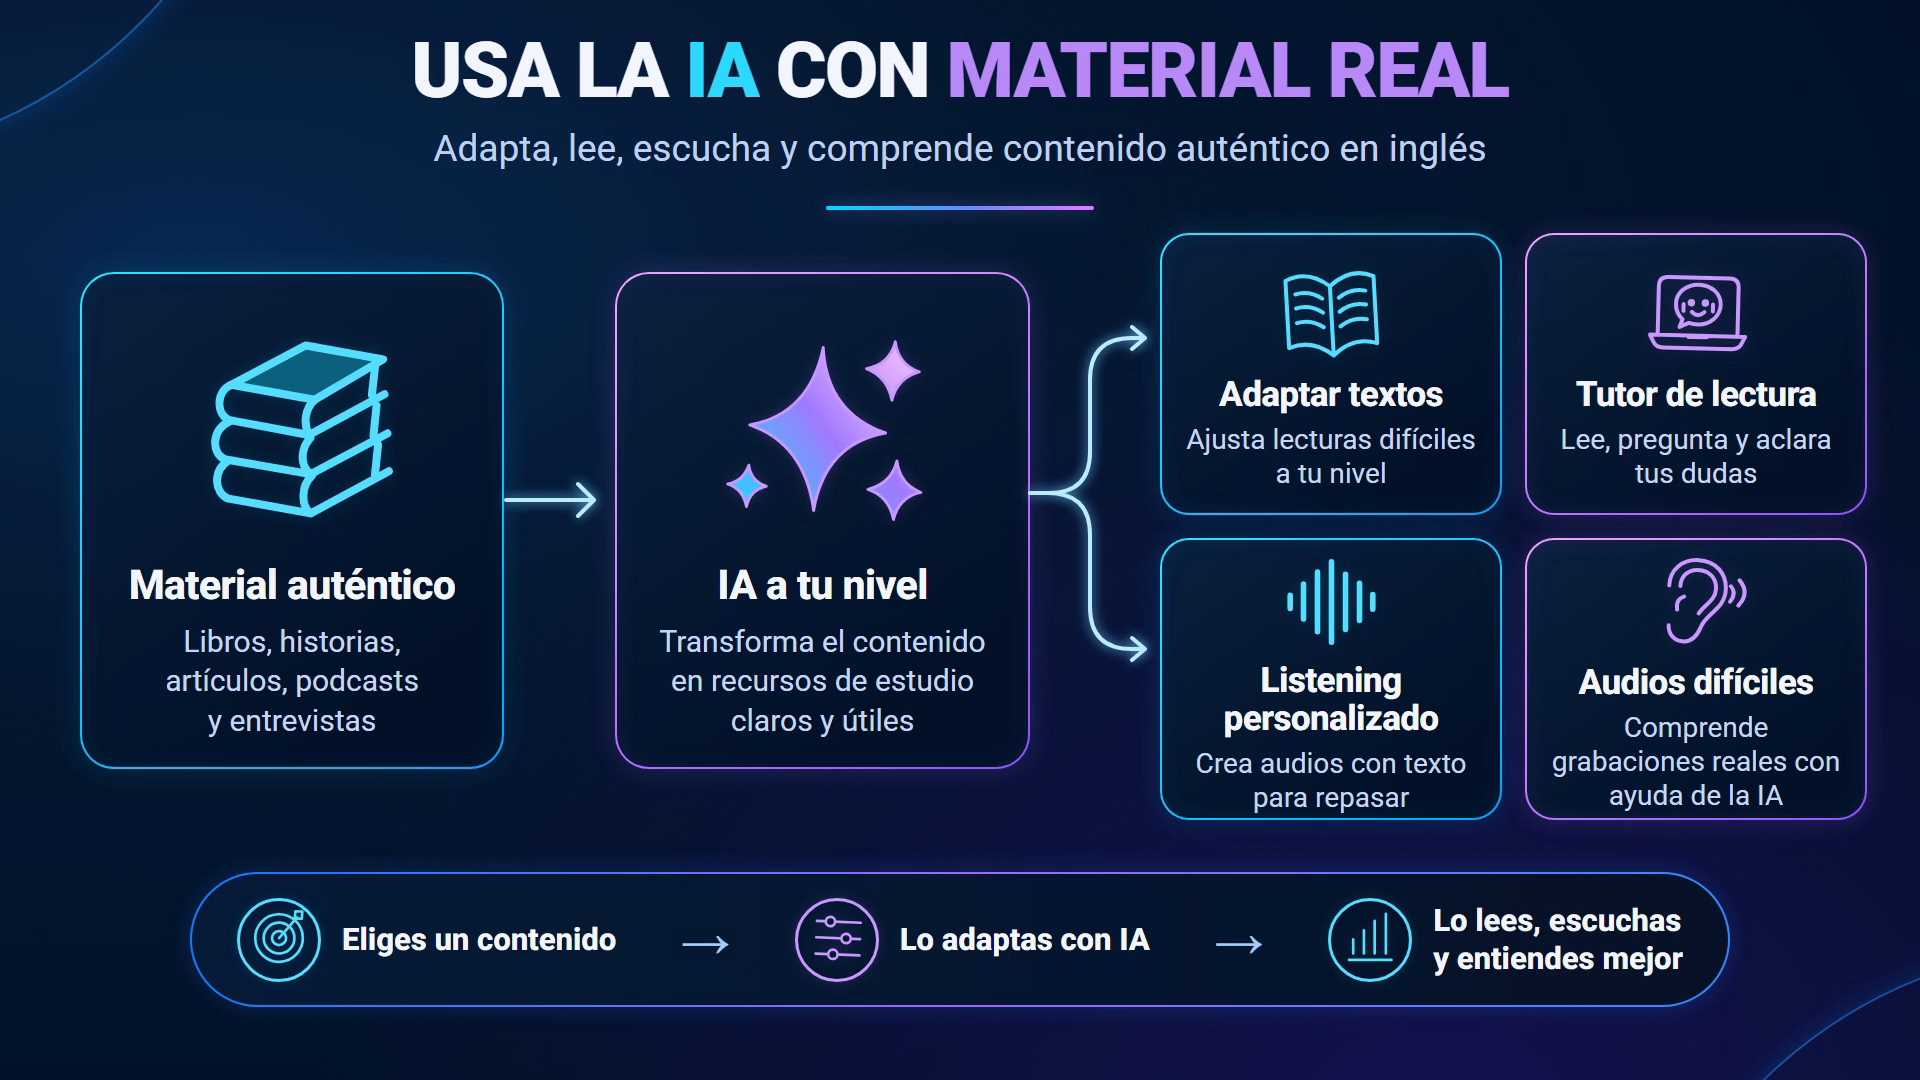 USA LA IA CON MATERIAL REAL
Adapta, lee, escucha y comprende contenido auténtico en inglés
Material auténtico
Libros, historias,
artículos, podcasts
y entrevistas
IA a tu nivel
Transforma el contenido
en recursos de estudio
claros y útiles
Adaptar textos
Ajusta lecturas difíciles
a tu nivel
Tutor de lectura
Lee, pregunta y aclara
tus dudas
Listening
personalizado
Crea audios con texto
para repasar
Audios difíciles
Comprende
grabaciones reales con
ayuda de la IA
Eliges un contenido
Lo adaptas con IA
Lo lees, escuchas
y entiendes mejor